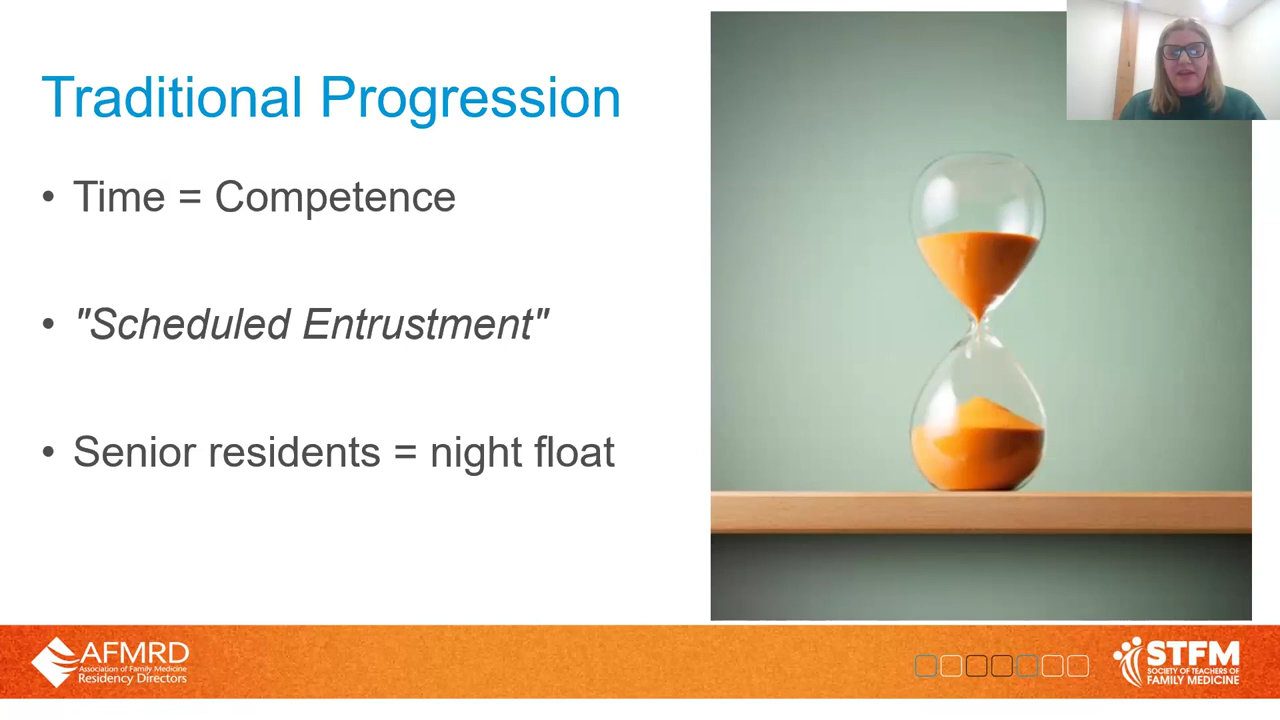 Traditional Progression
• Time = Competence
• "Scheduled Entrustment"
• Senior residents = night float
AFMRD
Association of Family Medicine
Residency Directors
STFM
SOCIETY OF TEACHERS OF
FAMILY MEDICINE